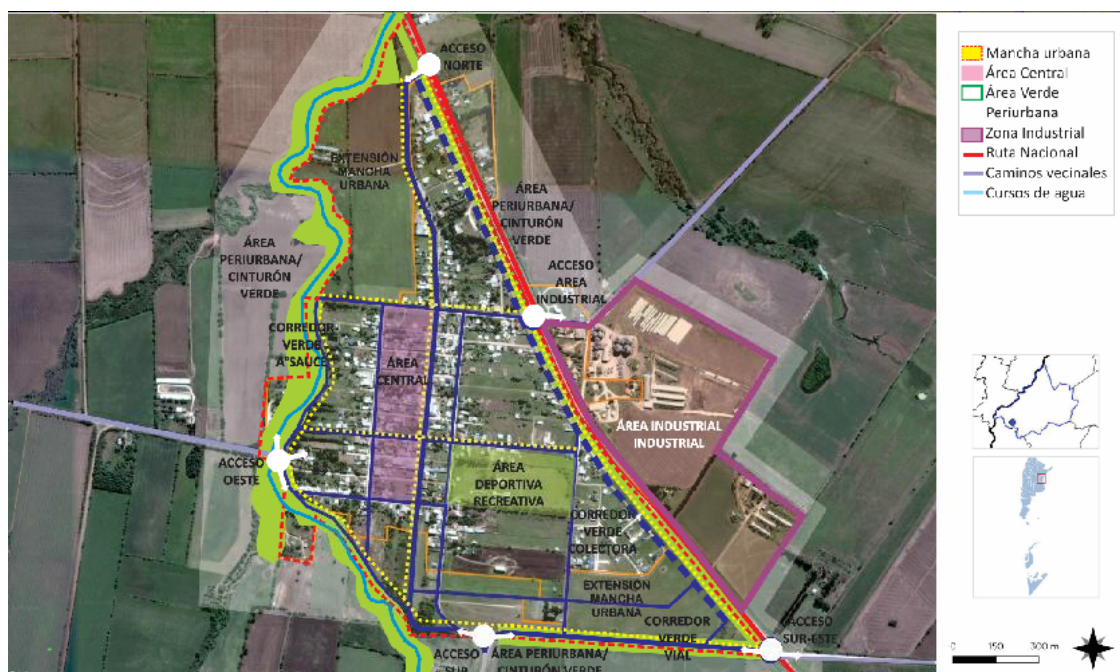 ACCESO
NORTE
EXTENSIÓN
MANCHA
URBANA
ÁREA
PERIURBANA/
CINTURÓN
VERDE
ÁREA
PERIURBANA/
CINTURÓN
VERDE
ACCESO
AREA
INDUSTRIAL
CORREDOR
VERDE
A°SAUCE
ÁREA
CENTRAL
ÁREA INDUSTRIAL
INDUSTRIAL
ACCESO
OESTE
ÁREA
DEPORTIVA
RECREATIVA
CORREDOR
VERDE
COLECTORA
EXTENSIÓN
MANCHA
URBANA
CORREDOR
VERDE
VIAL
ACCESO
SUR-ESTE
ACCESO
SUR
ÁREA PERIURBANA/
CINTURÓN VERDE
Mancha urbana
Área Central
Área Verde
Periurbana
Zona Industrial
Ruta Nacional
Caminos vecinales
Cursos de agua
0 150 300 m